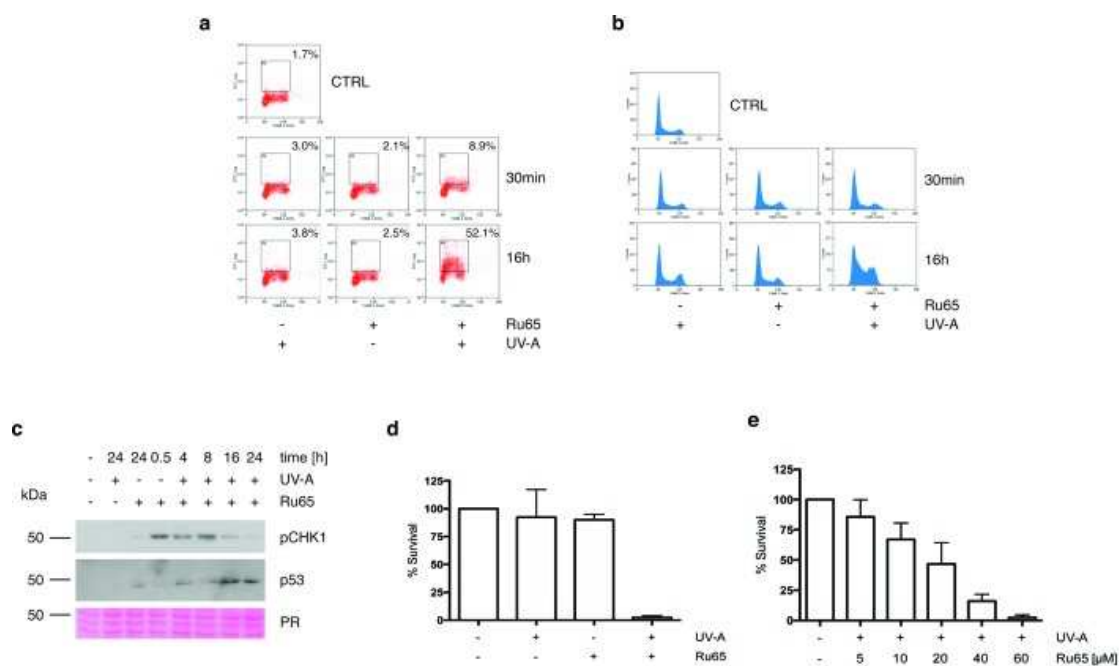 a
1.7%
CTRL
3.0% 2.1% 8.9%
30min
3.8% 2.5% 52.1%
16h
- + + Ru65
+ - + UV-A
b
CTRL
30min
16h
- + + Ru65
+ - + UV-A
c
- 24 24 0.5 4 8 16 24 time [h]
- + - - + + + + UV-A
- - + + + + + + Ru65
kDa
50 pCHK1
50 p53
50 PR
d
% Survival
125
100
75
50
25
0
- + - + UV-A
- - + + Ru65
e
% Survival
125
100
75
50
25
0
- + + + + + UV-A
- 5 10 20 40 60 Ru65 [µM]